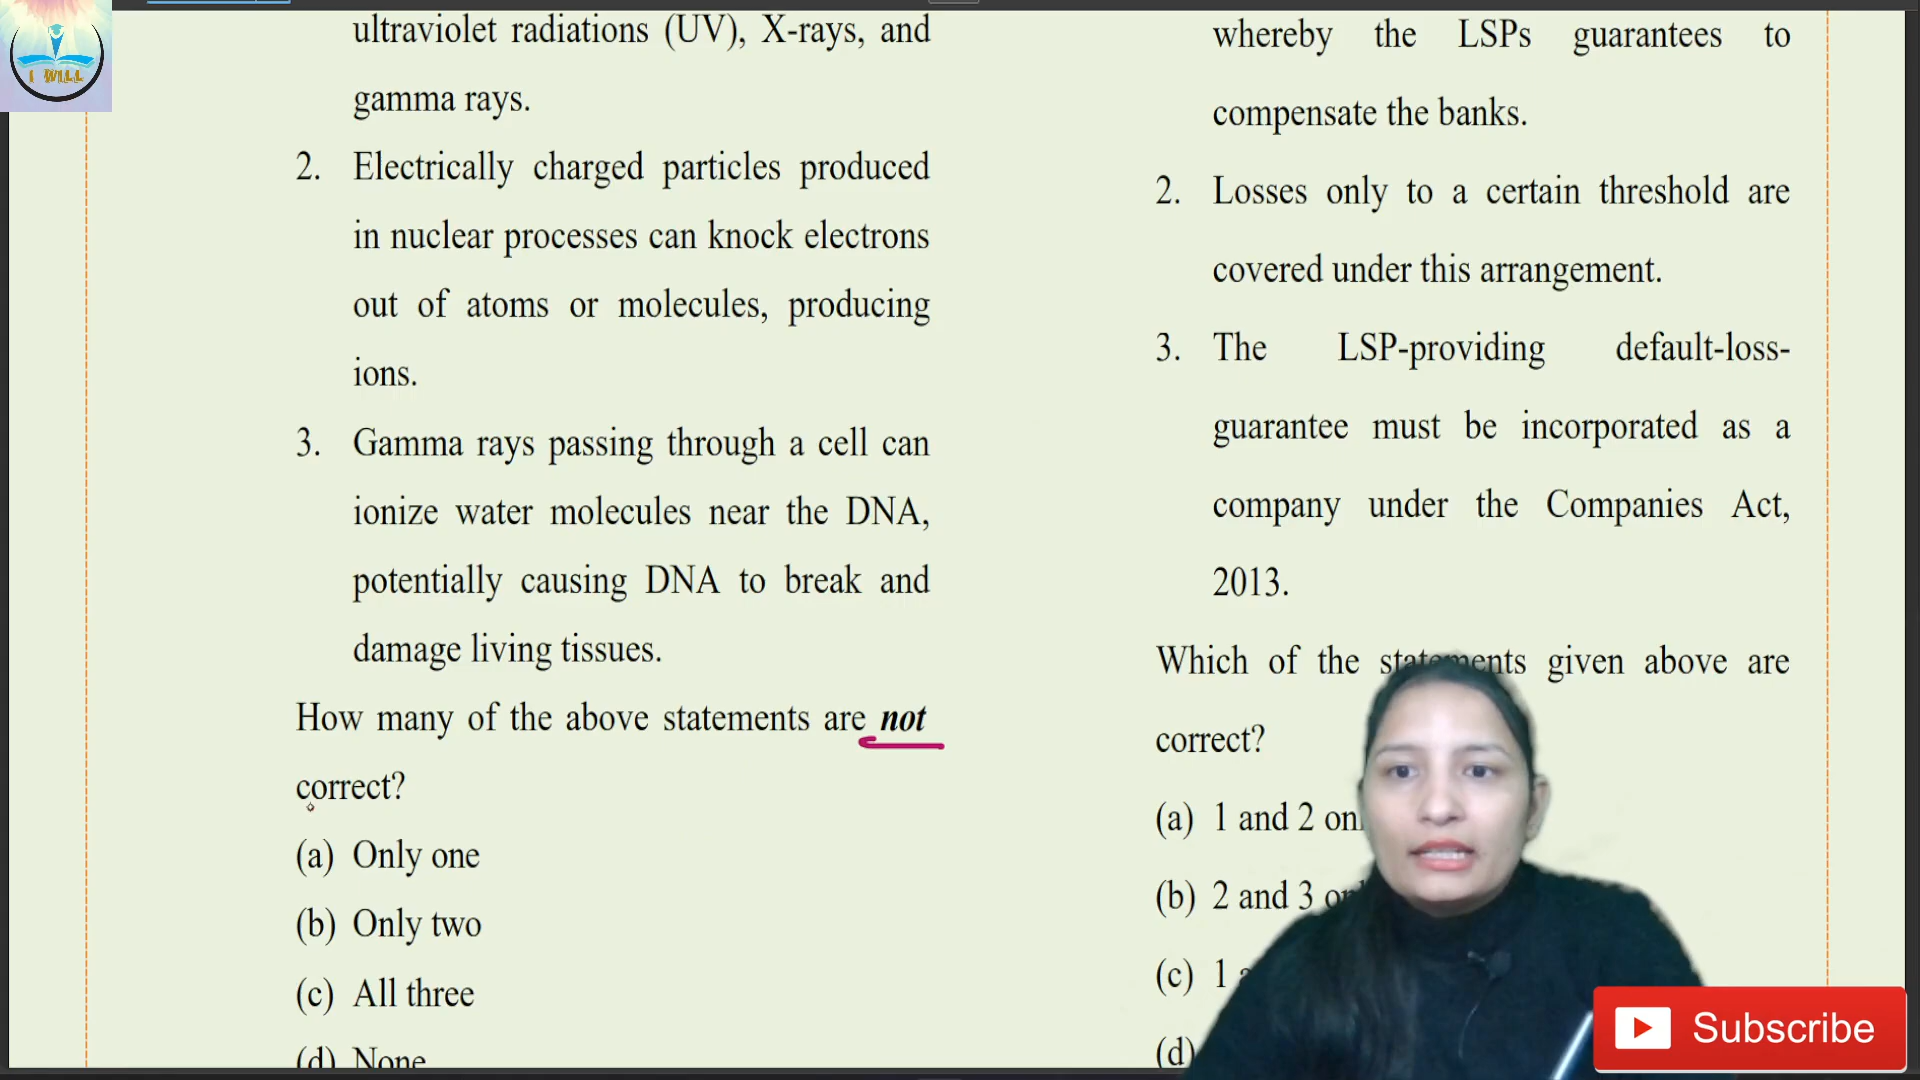 I WILL
ultraviolet radiations (UV), X-rays, and
gamma rays.
2. Electrically charged particles produced
in nuclear processes can knock electrons
out of atoms or molecules, producing
ions.
3. Gamma rays passing through a cell can
ionize water molecules near the DNA,
potentially causing DNA to break and
damage living tissues.
How many of the above statements are not
correct?
(a) Only one
(b) Only two
(c) All three
(d) None
whereby the LSPs guarantees to
compensate the banks.
2. Losses only to a certain threshold are
covered under this arrangement.
3. The LSP-providing default-loss-
guarantee must be incorporated as a
company under the Companies Act,
2013.
Which of the statements given above are
correct?
(a) 1 and 2
(b) 2 and 3
(c) 1
(d)
Subscribe